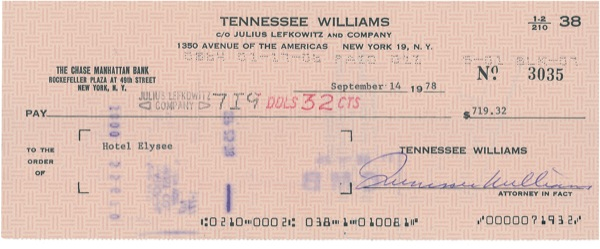 TENNESSEE WILLIAMS
C/O JULIUS LEFKOWITZ AND COMPANY
1350 AVENUE OF THE AMERICAS NEW YORK 19, N. Y.
1-2
210
38
THE CHASE MANHATTAN BANK
ROCKEFELLER PLAZA AT 48TH STREET
NEW YORK, N. Y.
September 14 1978
No. 3035
JULIUS LEFKOWITZ
COMPANY
719 DOLS 32 CTS
PAY
$719.32
TO THE
ORDER
OF
Hotel Elysee
TENNESSEE WILLIAMS
Tennessee Williams
ATTORNEY IN FACT
⑆0210⑉0002⑆ 038⑈1⑈010081⑈ ⑈0000071932⑈